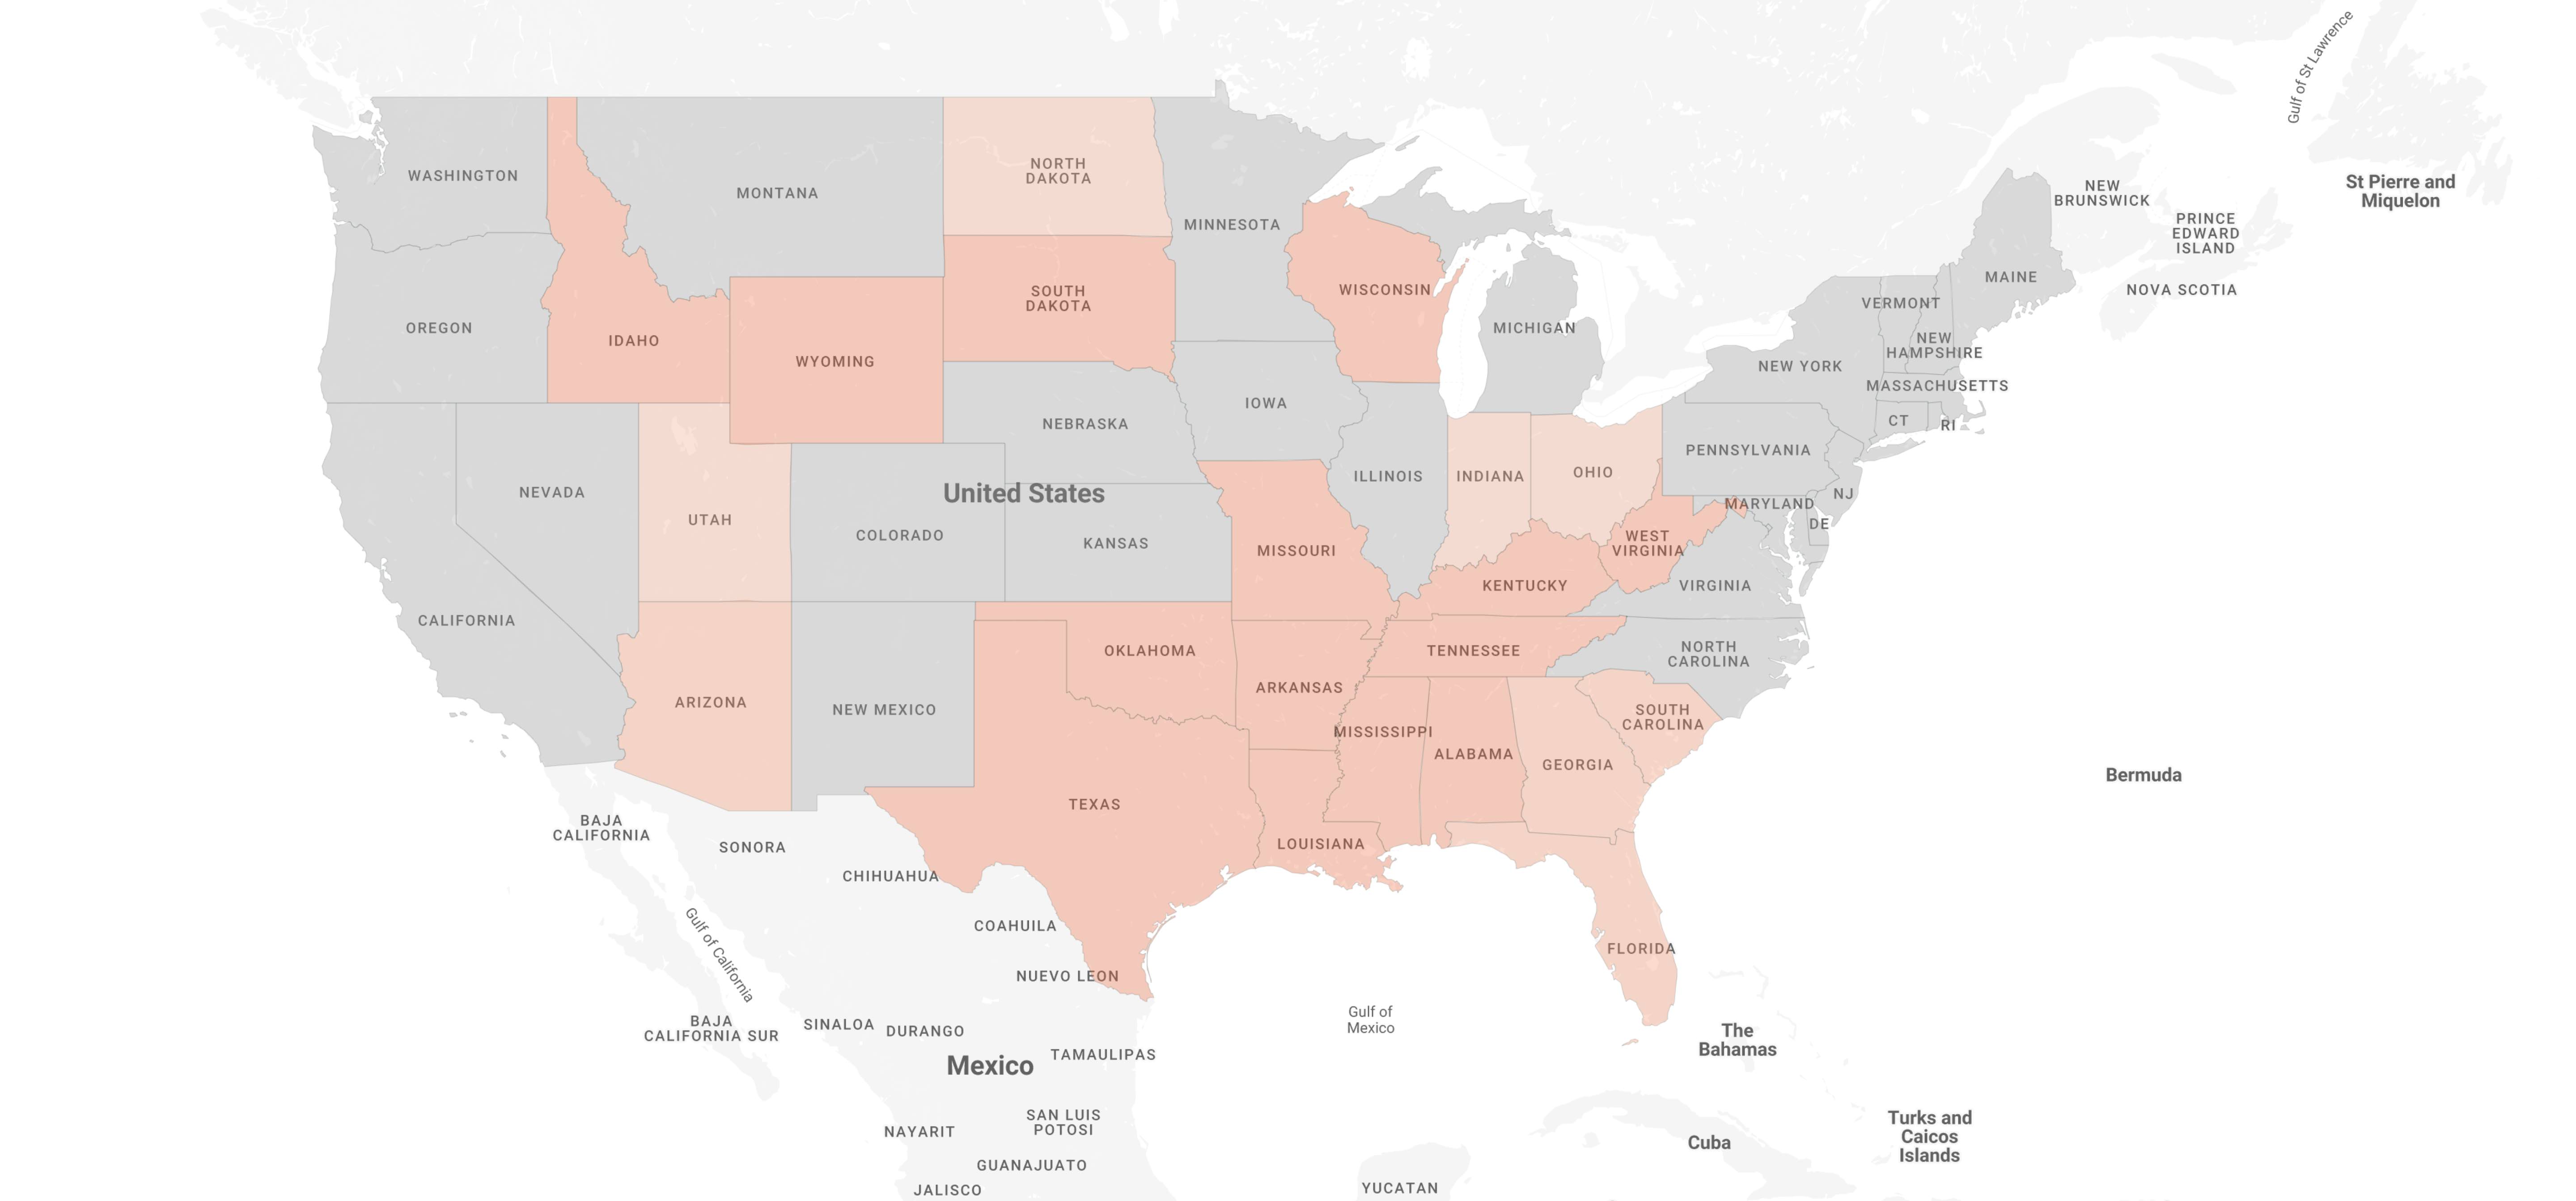 Gulf of St Lawrence
WASHINGTON
MONTANA
NORTH
DAKOTA
MINNESOTA
St Pierre and
Miquelon
NEW
BRUNSWICK
PRINCE
EDWARD
ISLAND
MAINE
NOVA SCOTIA
OREGON
IDAHO
WYOMING
SOUTH
DAKOTA
WISCONSIN
MICHIGAN
VERMONT
NEW
HAMPSHIRE
NEW YORK
MASSACHUSETTS
CT
RI
IOWA
NEBRASKA
NEVADA
UTAH
United States
COLORADO
KANSAS
ILLINOIS
INDIANA
OHIO
PENNSYLVANIA
NJ
MARYLAND
DE
MISSOURI
WEST
VIRGINIA
KENTUCKY
VIRGINIA
CALIFORNIA
ARIZONA
NEW MEXICO
OKLAHOMA
ARKANSAS
TENNESSEE
NORTH
CAROLINA
SOUTH
CAROLINA
MISSISSIPPI
ALABAMA
GEORGIA
Bermuda
TEXAS
LOUISIANA
BAJA
CALIFORNIA
SONORA
CHIHUAHUA
COAHUILA
Gulf of California
NUEVO LEON
FLORIDA
BAJA
CALIFORNIA SUR
SINALOA
DURANGO
Gulf of
Mexico
The
Bahamas
Mexico
TAMAULIPAS
SAN LUIS
POTOSI
NAYARIT
GUANAJUATO
JALISCO
YUCATAN
Cuba
Turks and
Caicos
Islands